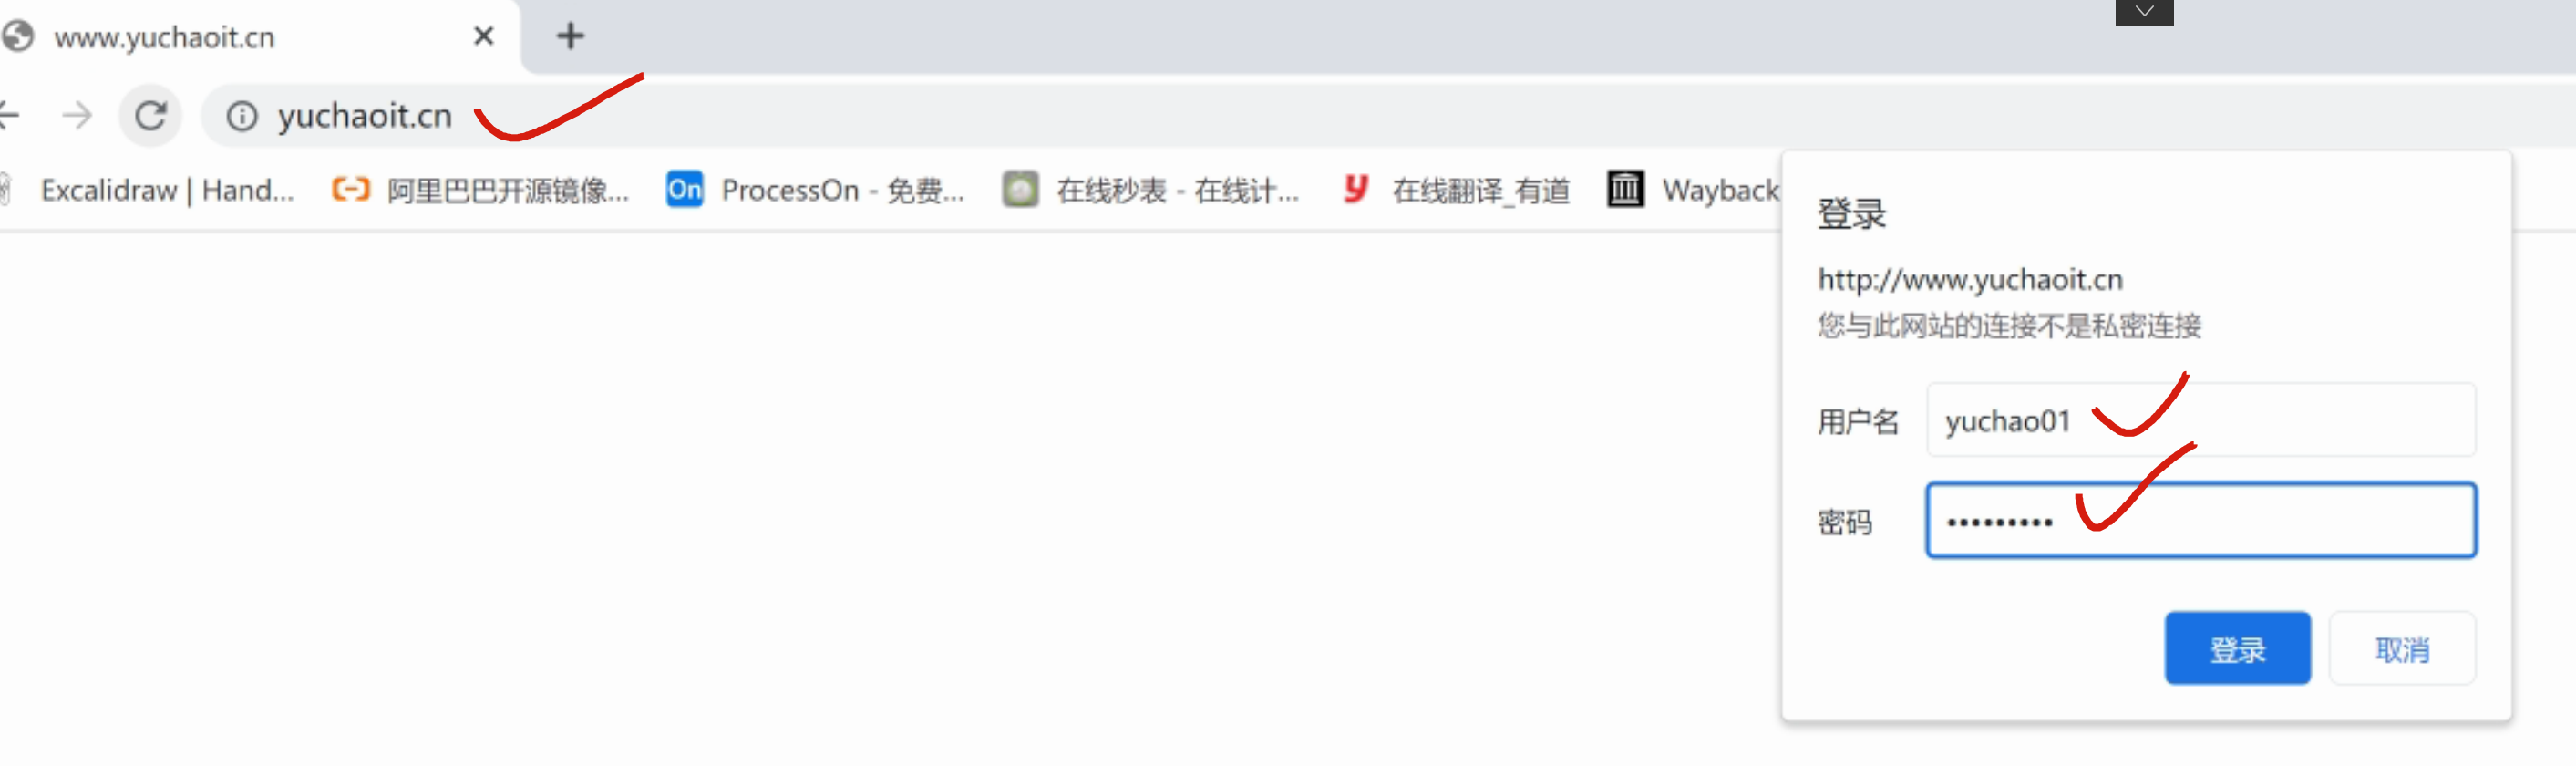 www.yuchaoit.cn
yuchaoit.cn
Excalidraw | Hand... 阿里巴巴开源镜像... On ProcessOn - 免费... 在线秒表 - 在线计... y 在线翻译_有道 Wayback
登录
http://www.yuchaoit.cn
您与此网站的连接不是私密连接
用户名 yuchao01
密码 •••••••••
登录 取消